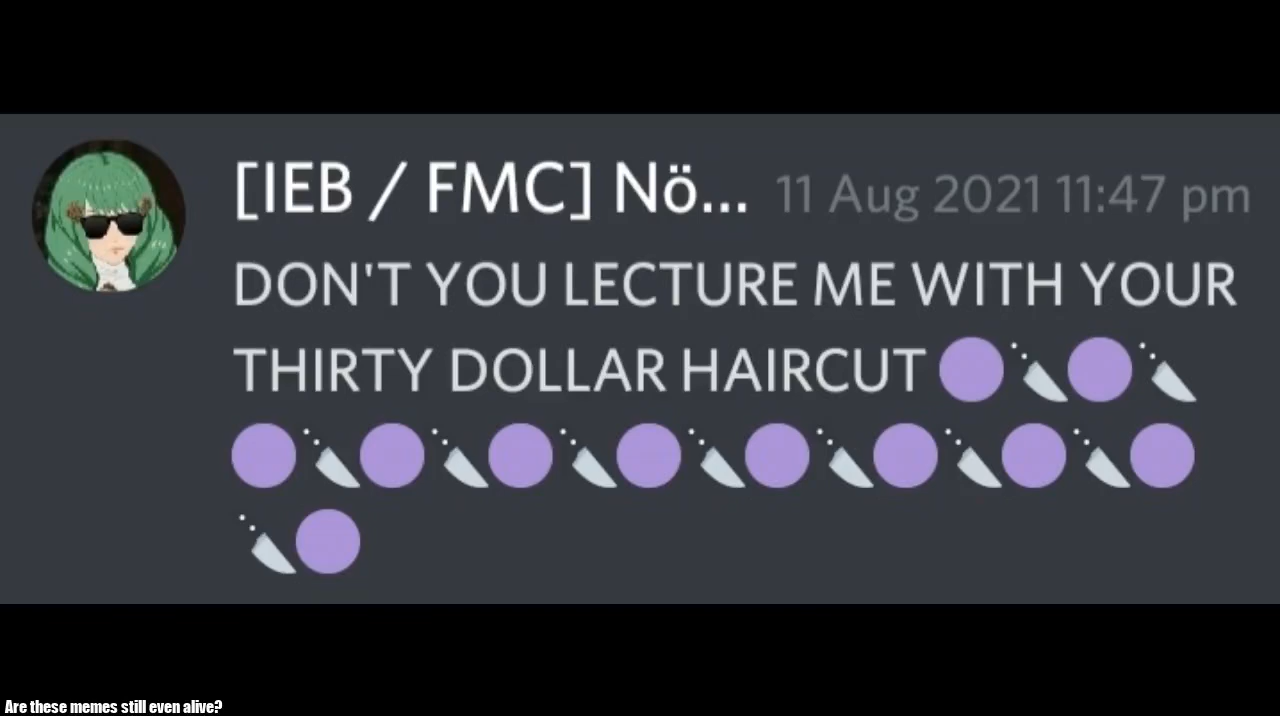 [IEB / FMC] Nö... 11 Aug 2021 11:47 pm
DON'T YOU LECTURE ME WITH YOUR
THIRTY DOLLAR HAIRCUT 🟣🔪🟣🔪
🟣🔪🟣🔪🟣🔪🟣🔪🟣🔪🟣🔪🟣🔪🟣
🔪🟣
Are these memes still even alive?